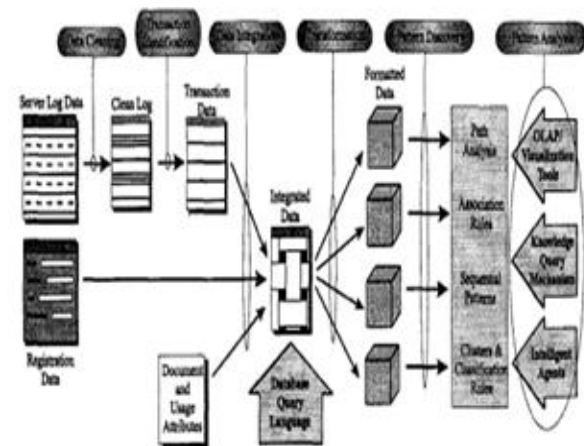 Data Cleaning
Transaction
Identification
Data Integration
Transformation
Pattern Discovery
Pattern Analysis
Server Log Data
Clean Log
Transaction
Data
Integrated
Data
Formatted
Data
Path
Analysis
Association
Rules
Sequential
Patterns
Clusters &
Classification
Rules
OLAP/
Visualization
Tools
Knowledge
Query
Mechanism
Intelligent
Agents
Registration
Data
Document
and
Usage
Attributes
Database
Query
Language